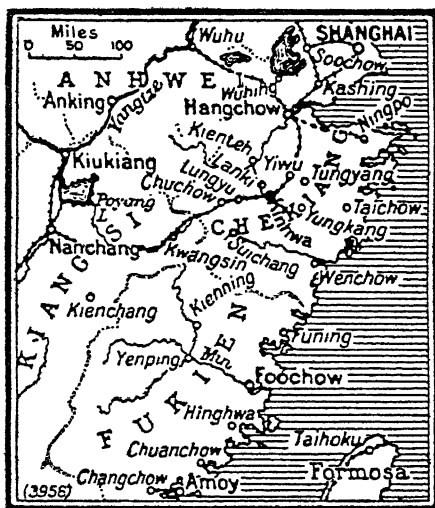 Miles
0 50 100
Wuhu
SHANGHAI
Soochow
ANHWEI
Wuhing
Kashing
Anking
Yangtze
Hangchow
Ningpo
Kienteh
Kiukiang
Lanki
Yiwu
Lungyu
Tungyang
Chuchow
Poyang
L.
Taichow
CHEKIANG
Kinhwa
Yungkang
Nanchang
Kwangsin
Suichang
Wenchow
KIANGSI
Kienchang
Kienning
Funing
Yenping
Min
Foochow
FUKIEN
Hinghwa
Chuanchow
Taihoku
Changchow
Amoy
Formosa
(3956)